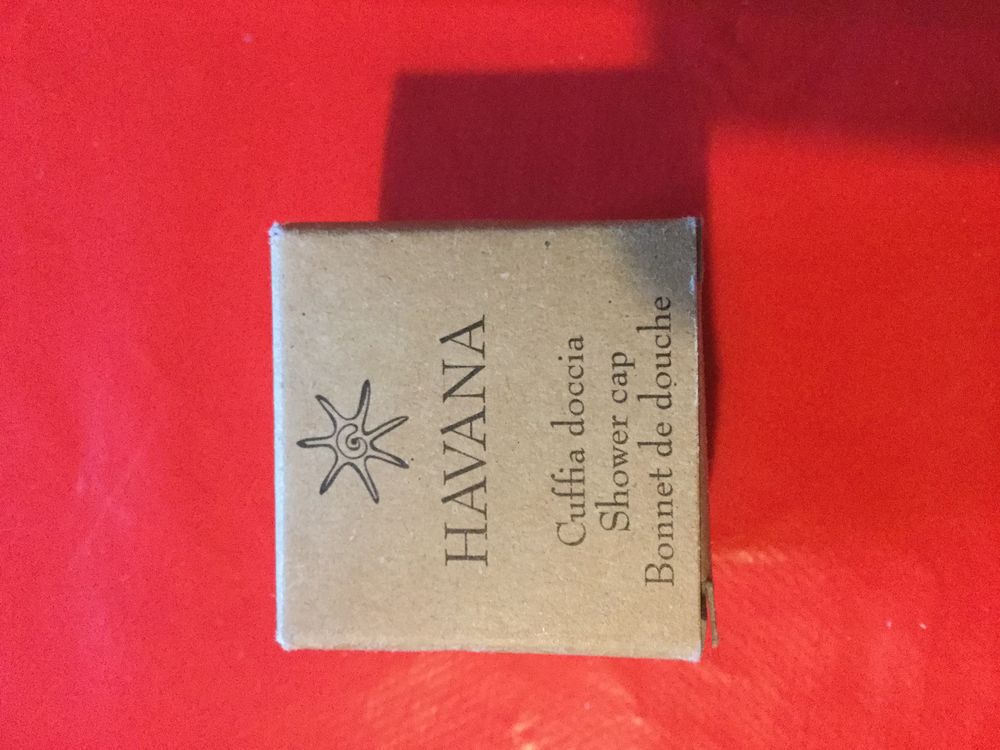 HAVANA
Cuffia doccia
Shower cap
Bonnet de douche